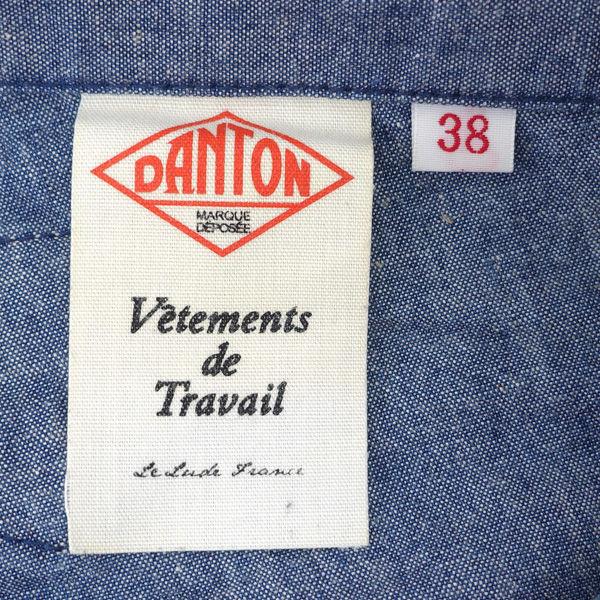 DANTON
MARQUE
DÉPOSÉE
Vêtements
de
Travail
Le Lude France
38